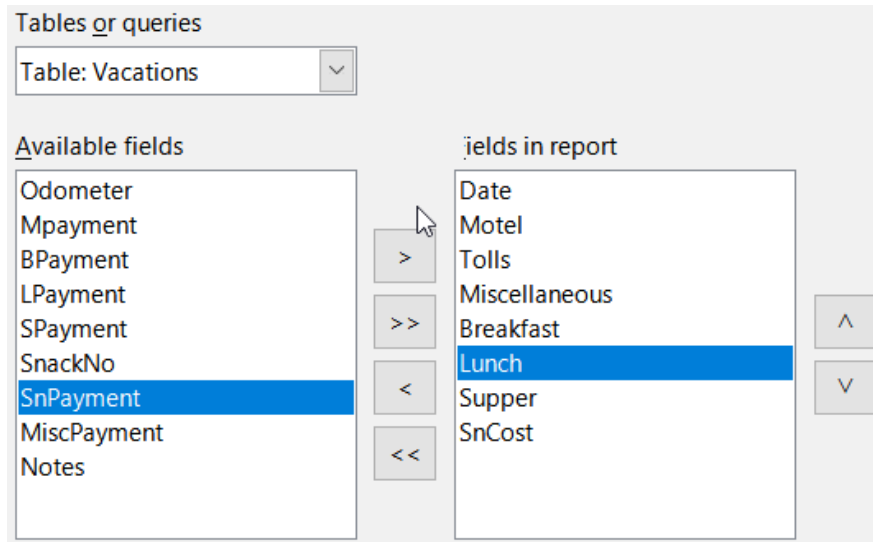 Tables or queries
Table: Vacations
Available fields
Odometer
Mpayment
BPayment
LPayment
SPayment
SnackNo
SnPayment
MiscPayment
Notes
>
>>
<
<<
ields in report
Date
Motel
Tolls
Miscellaneous
Breakfast
Lunch
Supper
SnCost